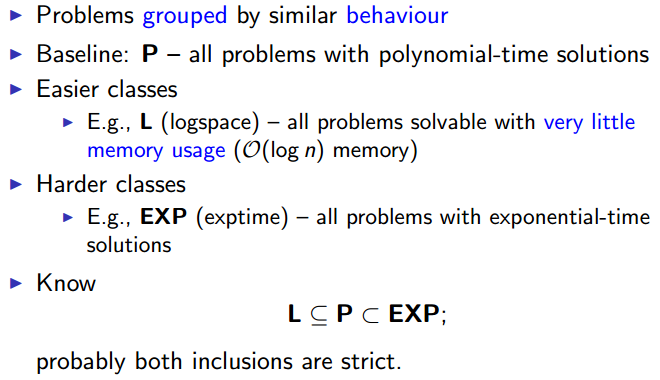 ▶ Problems grouped by similar behaviour
▶ Baseline: P – all problems with polynomial-time solutions
▶ Easier classes
▶ E.g., L (logspace) – all problems solvable with very little
memory usage (𝒪(log n) memory)
▶ Harder classes
▶ E.g., EXP (exptime) – all problems with exponential-time
solutions
▶ Know
L ⊆ P ⊂ EXP;
probably both inclusions are strict.